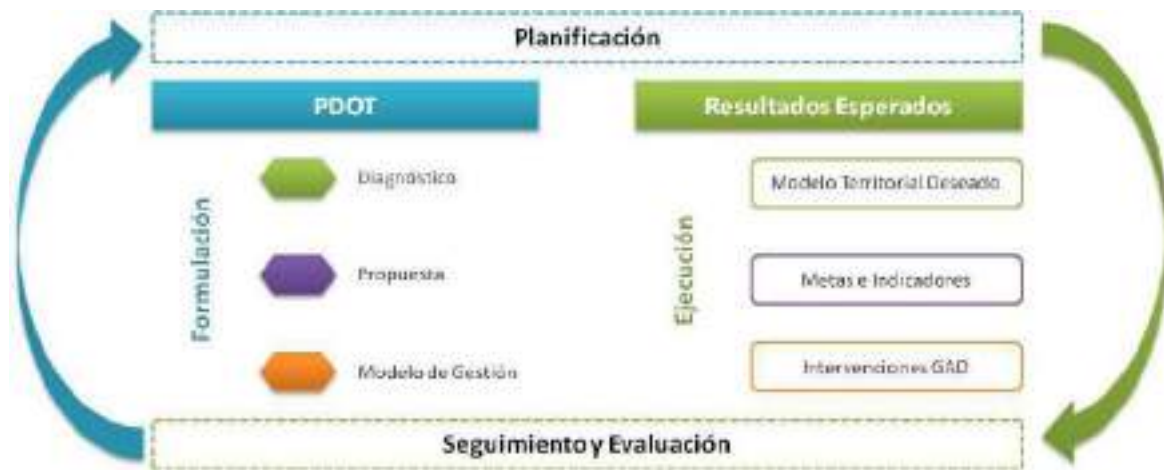 Planificación
PDOT
Resultados Esperados
Formulación
Diagnóstico
Propuesta
Modelo de Gestión
Ejecución
Modelo Territorial Deseado
Metas e Indicadores
Intervenciones GAD
Seguimiento y Evaluación